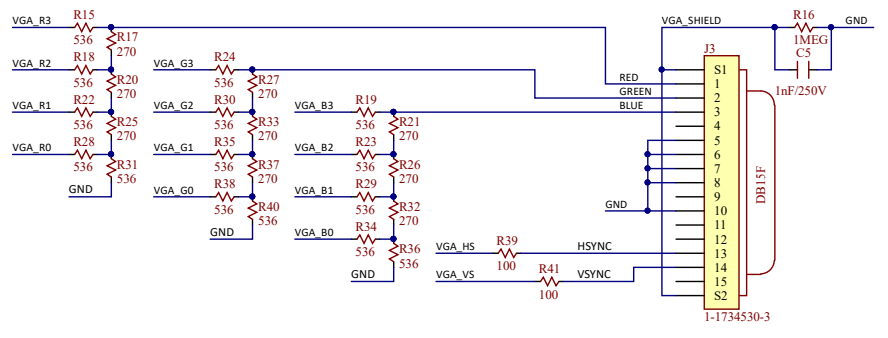 VGA_R3 R15 536 R17 270
VGA_R2 R18 536 R20 270
VGA_R1 R22 536 R25 270
VGA_R0 R28 536 R31 536
GND
VGA_G3 R24 536 R27 270
VGA_G2 R30 536 R33 270
VGA_G1 R35 536 R37 270
VGA_G0 R38 536 R40 536
GND
VGA_B3 R19 536 R21 270
VGA_B2 R23 536 R26 270
VGA_B1 R29 536 R32 270
VGA_B0 R34 536 R36 536
GND
VGA_HS R39 100 HSYNC
VGA_VS R41 100 VSYNC
RED
GREEN
BLUE
GND
VGA_SHIELD R16 GND
1MEG
C5
1nF/250V
J3
S1
1
2
3
4
5
6
7
8
9
10
11
12
13
14
15
S2
DB15F
1-1734530-3